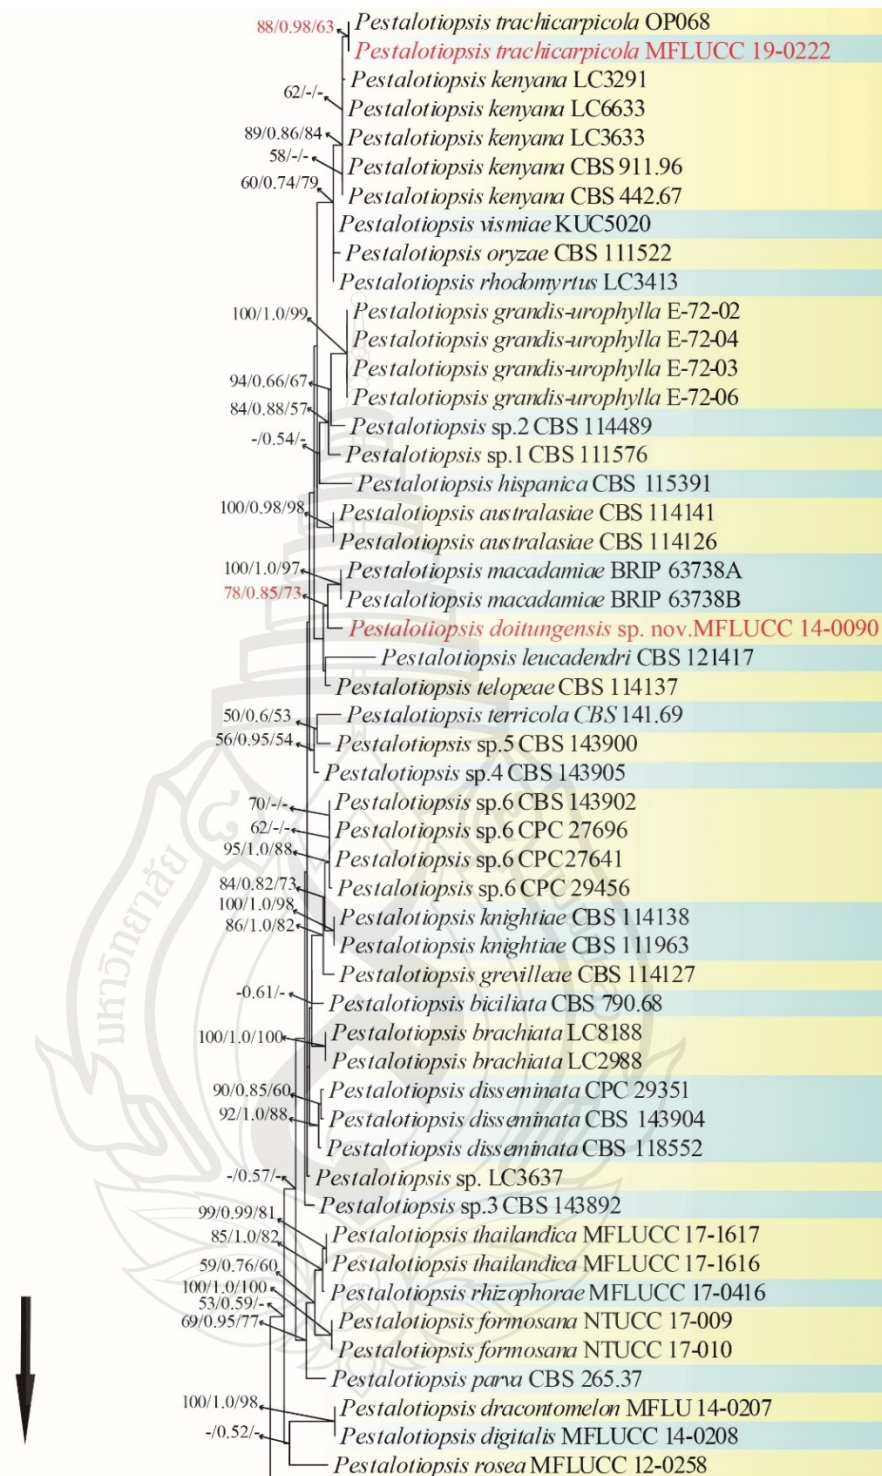 88/0.98/63
Pestalotiopsis trachicarpicola OP068
Pestalotiopsis trachicarpicola MFLUCC 19-0222
Pestalotiopsis kenyana LC3291
62/-/-
Pestalotiopsis kenyana LC6633
89/0.86/84
Pestalotiopsis kenyana LC3633
58/-/-
Pestalotiopsis kenyana CBS 911.96
60/0.74/79
Pestalotiopsis kenyana CBS 442.67
Pestalotiopsis vismiae KUC5020
Pestalotiopsis oryzae CBS 111522
Pestalotiopsis rhodomyrtus LC3413
100/1.0/99
Pestalotiopsis grandis-urophylla E-72-02
Pestalotiopsis grandis-urophylla E-72-04
Pestalotiopsis grandis-urophylla E-72-03
94/0.66/67
Pestalotiopsis grandis-urophylla E-72-06
84/0.88/57
Pestalotiopsis sp.2 CBS 114489
-/0.54/-
Pestalotiopsis sp.1 CBS 111576
Pestalotiopsis hispanica CBS 115391
100/0.98/98
Pestalotiopsis australasiae CBS 114141
Pestalotiopsis australasiae CBS 114126
100/1.0/97
Pestalotiopsis macadamiae BRIP 63738A
78/0.85/73
Pestalotiopsis macadamiae BRIP 63738B
Pestalotiopsis doitungensis sp. nov.MFLUCC 14-0090
Pestalotiopsis leucadendri CBS 121417
Pestalotiopsis telopeae CBS 114137
50/0.6/53
Pestalotiopsis terricola CBS 141.69
56/0.95/54
Pestalotiopsis sp.5 CBS 143900
Pestalotiopsis sp.4 CBS 143905
70/-/-
Pestalotiopsis sp.6 CBS 143902
62/-/-
Pestalotiopsis sp.6 CPC 27696
95/1.0/88
Pestalotiopsis sp.6 CPC27641
84/0.82/73
Pestalotiopsis sp.6 CPC 29456
100/1.0/98
Pestalotiopsis knightiae CBS 114138
86/1.0/82
Pestalotiopsis knightiae CBS 111963
Pestalotiopsis grevilleae CBS 114127
-0.61/-
Pestalotiopsis biciliata CBS 790.68
100/1.0/100
Pestalotiopsis brachiata LC8188
Pestalotiopsis brachiata LC2988
90/0.85/60
Pestalotiopsis disseminata CPC 29351
92/1.0/88
Pestalotiopsis disseminata CBS 143904
Pestalotiopsis disseminata CBS 118552
-/0.57/-
Pestalotiopsis sp. LC3637
99/0.99/81
Pestalotiopsis sp.3 CBS 143892
85/1.0/82
Pestalotiopsis thailandica MFLUCC 17-1617
59/0.76/60
Pestalotiopsis thailandica MFLUCC 17-1616
100/1.0/100
Pestalotiopsis rhizophorae MFLUCC 17-0416
53/0.59/-
69/0.95/77
Pestalotiopsis formosana NTUCC 17-009
Pestalotiopsis formosana NTUCC 17-010
Pestalotiopsis parva CBS 265.37
100/1.0/98
Pestalotiopsis dracontomelon MFLU 14-0207
-/0.52/-
Pestalotiopsis digitalis MFLUCC 14-0208
Pestalotiopsis rosea MFLUCC 12-0258
มหาวิทยาลัย